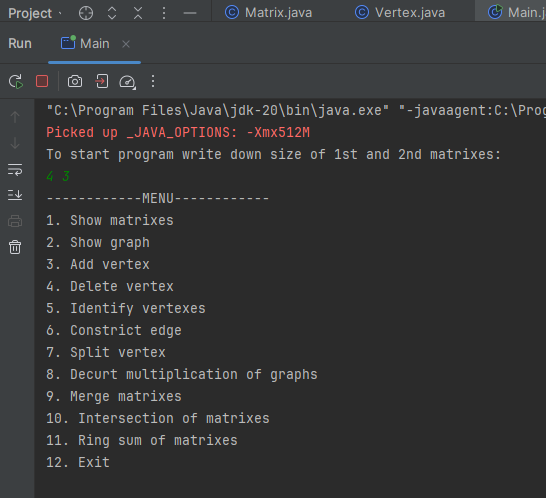 Project
Matrix.java
Vertex.java
Main.j
Run
Main
"C:\Program Files\Java\jdk-20\bin\java.exe" "-javaagent:C:\Prog
Picked up _JAVA_OPTIONS: -Xmx512M
To start program write down size of 1st and 2nd matrixes:
4 3
------------MENU------------
1. Show matrixes
2. Show graph
3. Add vertex
4. Delete vertex
5. Identify vertexes
6. Constrict edge
7. Split vertex
8. Decurt multiplication of graphs
9. Merge matrixes
10. Intersection of matrixes
11. Ring sum of matrixes
12. Exit